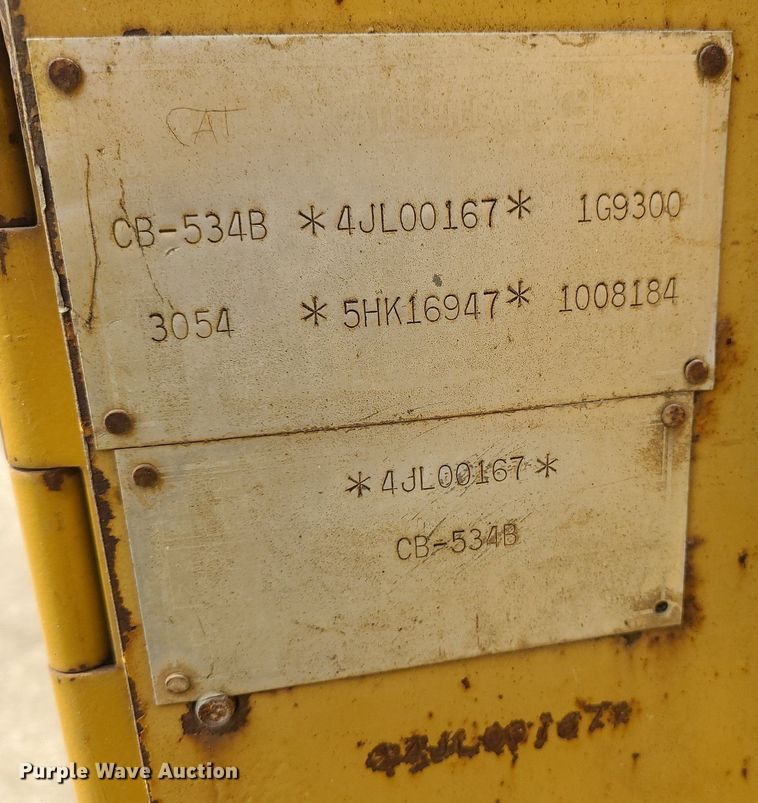 CAT
CB-534B *4JL00167* 1G9300
3054 *5HK16947* 1008184
*4JL00167*
CB-534B
Purple Wave Auction